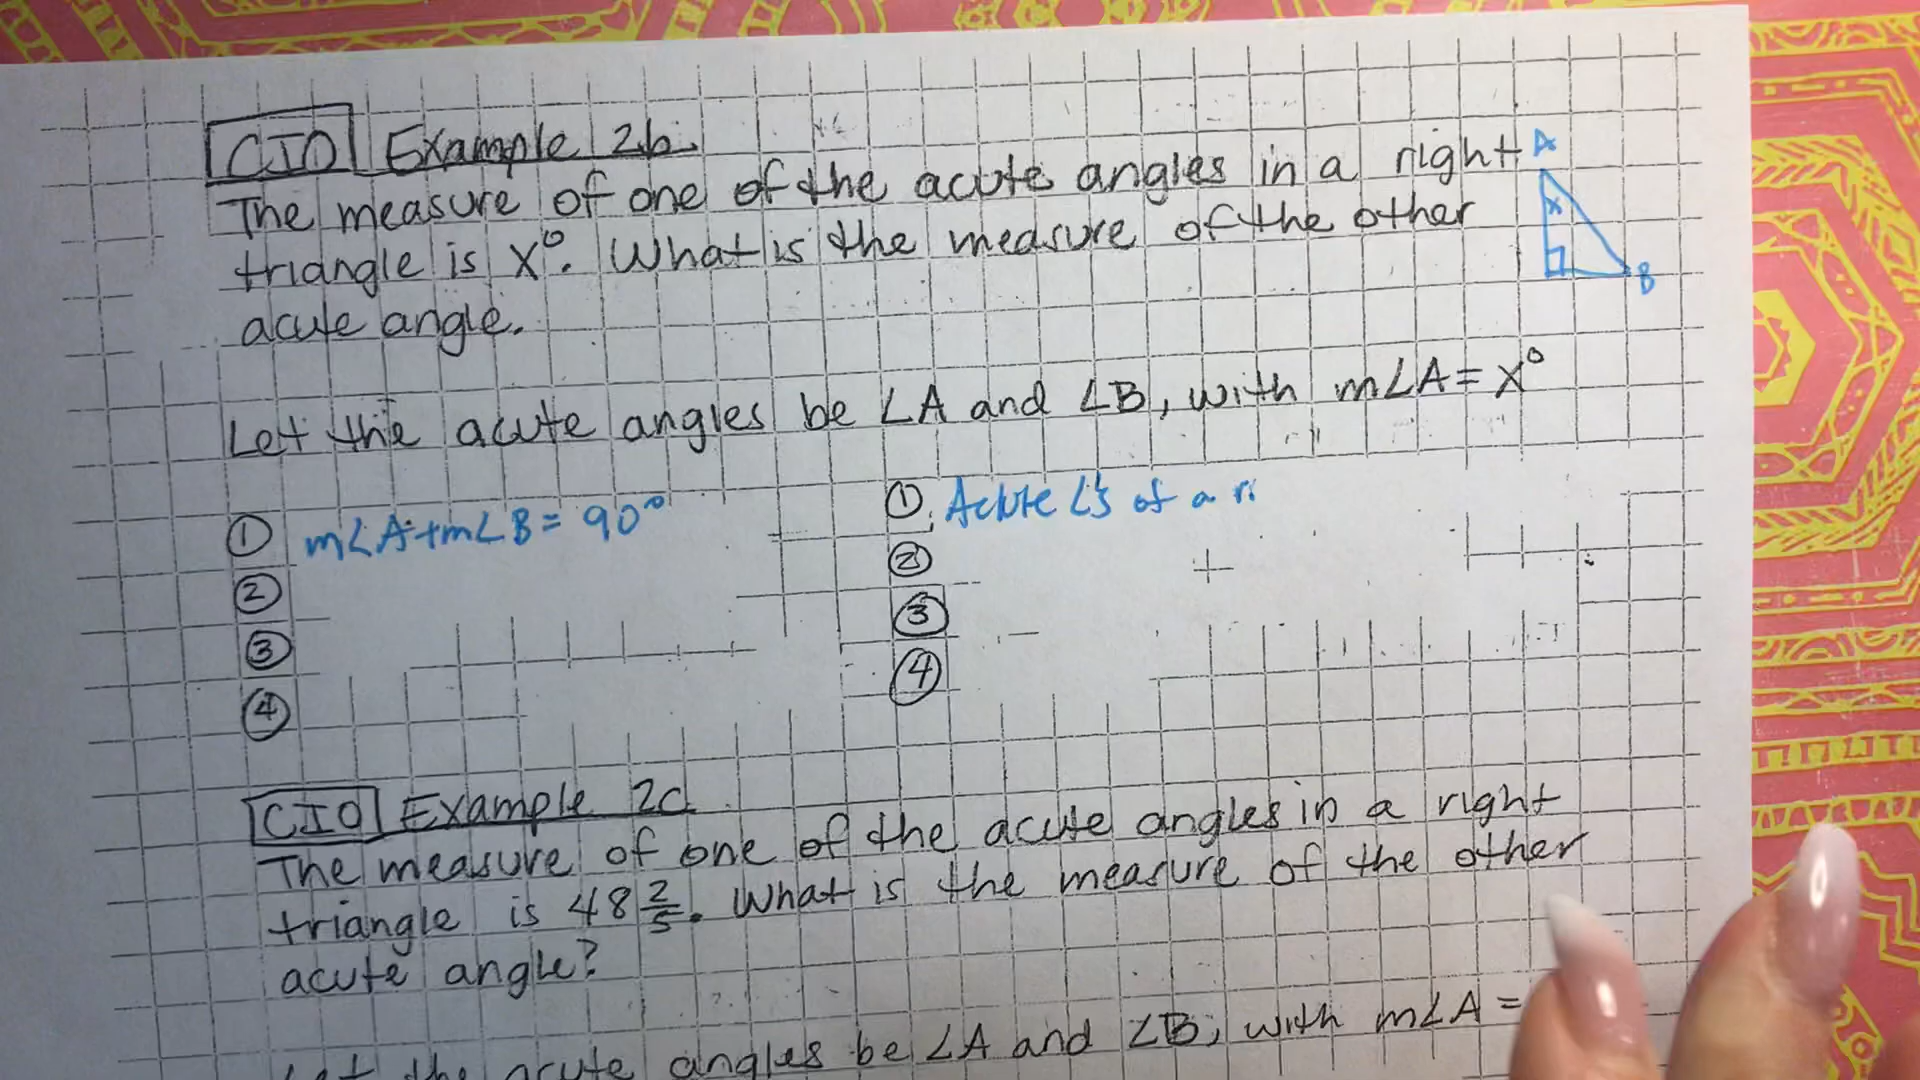 CIO Example 2b.
The measure of one of the acute angles in a right
triangle is x°. What is the measure of the other
acute angle.
A
x
B
Let the acute angles be ∠A and ∠B, with m∠A = x°
① m∠A + m∠B = 90°
②
③
④
① Acute ∠'s of a ri
②
③
④
CIO Example 2c
The measure of one of the acute angles in a right
triangle is 48 2/5. What is the measure of the other
acute angle?
Let the acute angles be ∠A and ∠B, with m∠A =